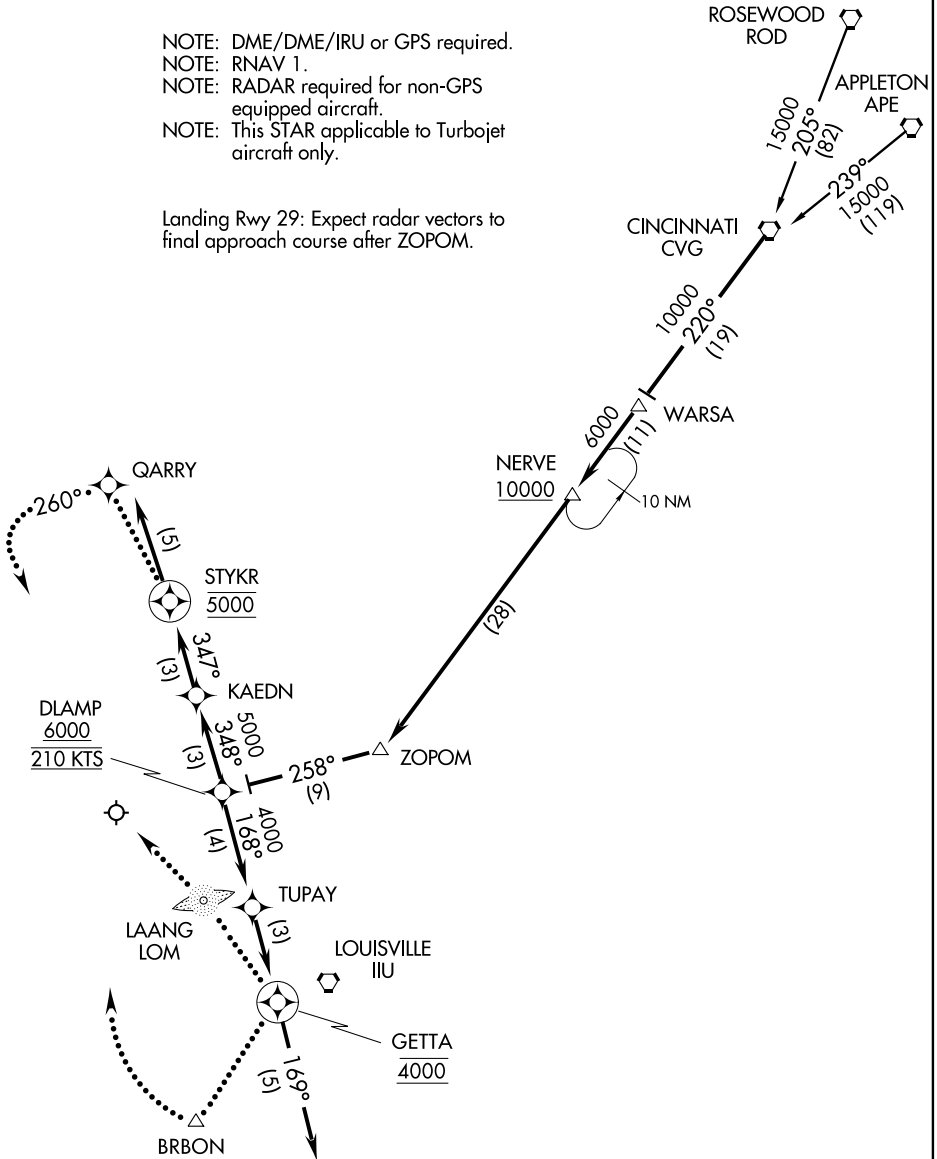 NOTE: DME/DME/IRU or GPS required.
NOTE: RNAV 1.
NOTE: RADAR required for non-GPS
equipped aircraft.
NOTE: This STAR applicable to Turbojet
aircraft only.
Landing Rwy 29: Expect radar vectors to
final approach course after ZOPOM.
ROSEWOOD
ROD
APPLETON
APE
15000
205°
(82)
239°
15000
(119)
CINCINNATI
CVG
10000
220°
(19)
WARSA
6000
(11)
NERVE
10000
10 NM
(28)
QARRY
260°
(5)
STYKR
5000
347°
(3)
KAEDN
DLAMP
6000
210 KTS
5000
348°
(3)
ZOPOM
258°
(9)
4000
168°
(4)
TUPAY
(3)
LAANG
LOM
LOUISVILLE
IIU
GETTA
4000
169°
(5)
BRBON